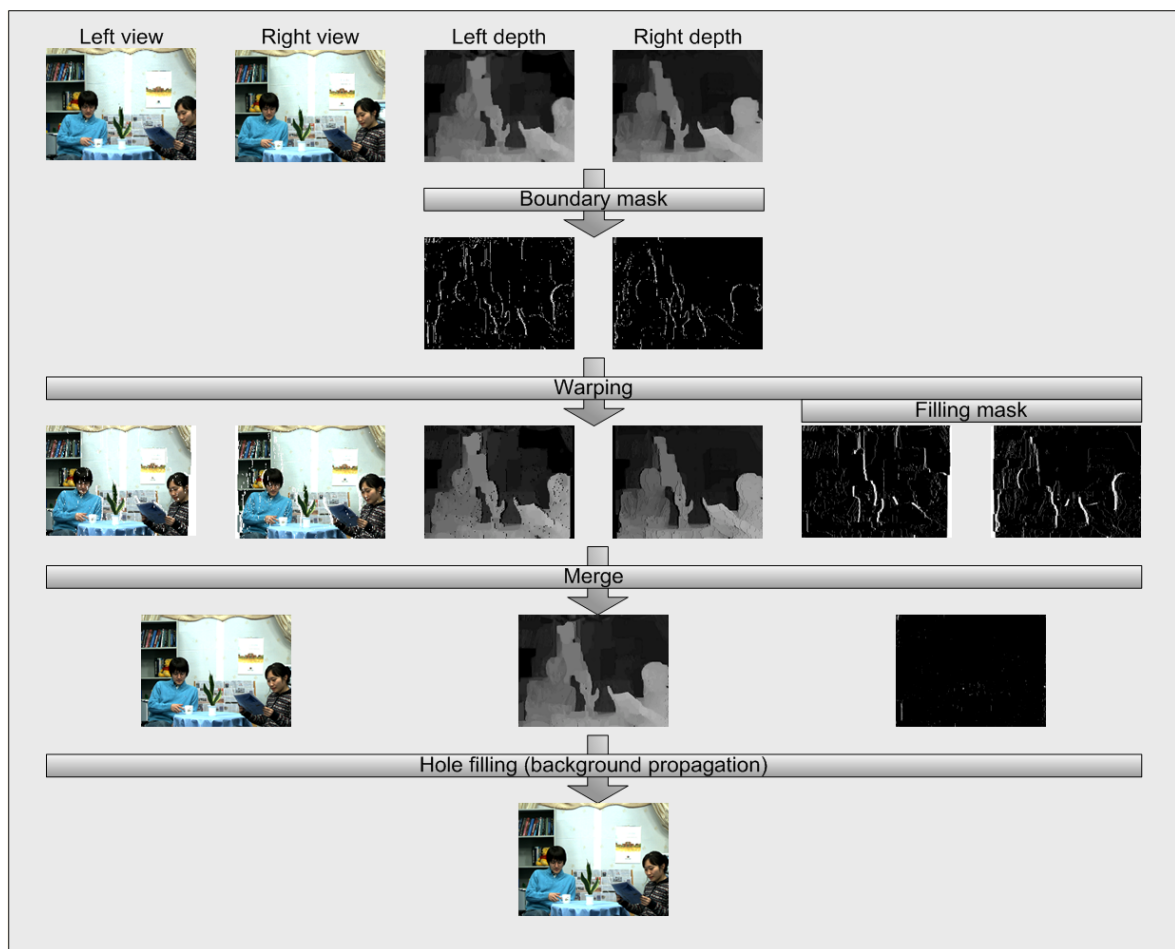 Left view
Right view
Left depth
Right depth
Boundary mask
Warping
Filling mask
Merge
Hole filling (background propagation)